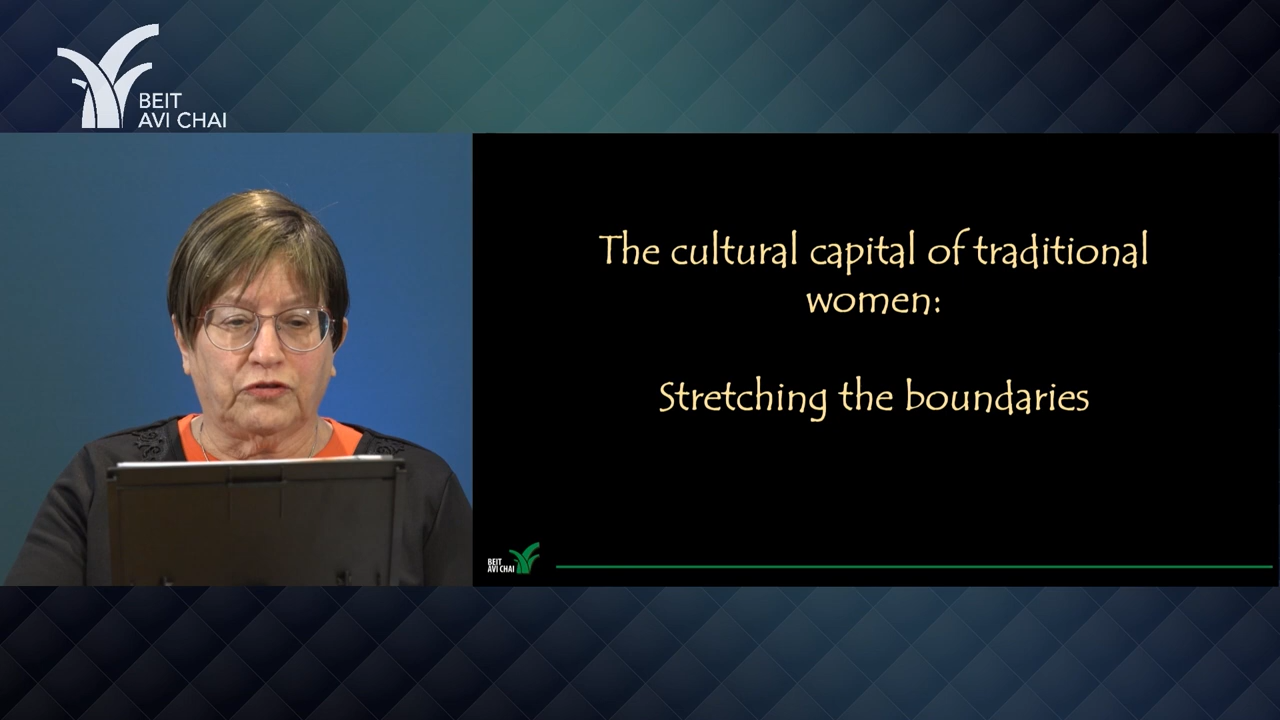 BEIT
AVI CHAI
The cultural capital of traditional
women:
Stretching the boundaries
BEIT
AVI CHAI